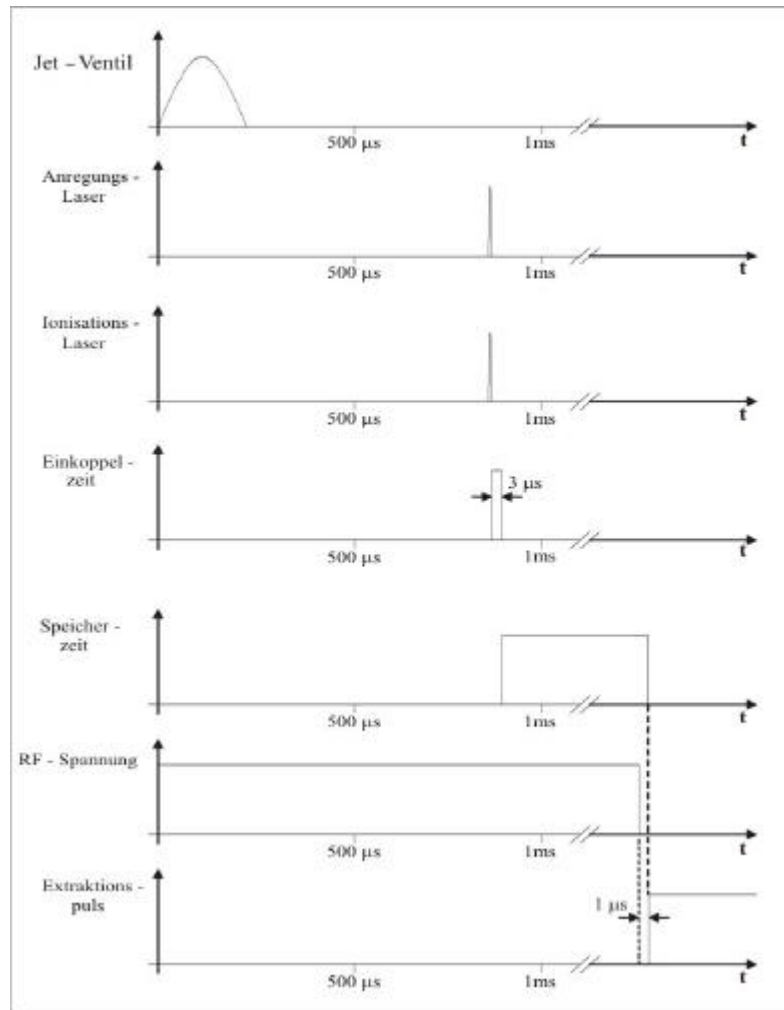 Jet – Ventil
500 µs 1ms t
Anregungs -
Laser
500 µs 1ms t
Ionisations -
Laser
500 µs 1ms t
Einkoppel -
zeit
3 µs
500 µs 1ms t
Speicher -
zeit
500 µs 1ms t
RF - Spannung
500 µs 1ms t
Extraktions -
puls
1 µs
500 µs 1ms t